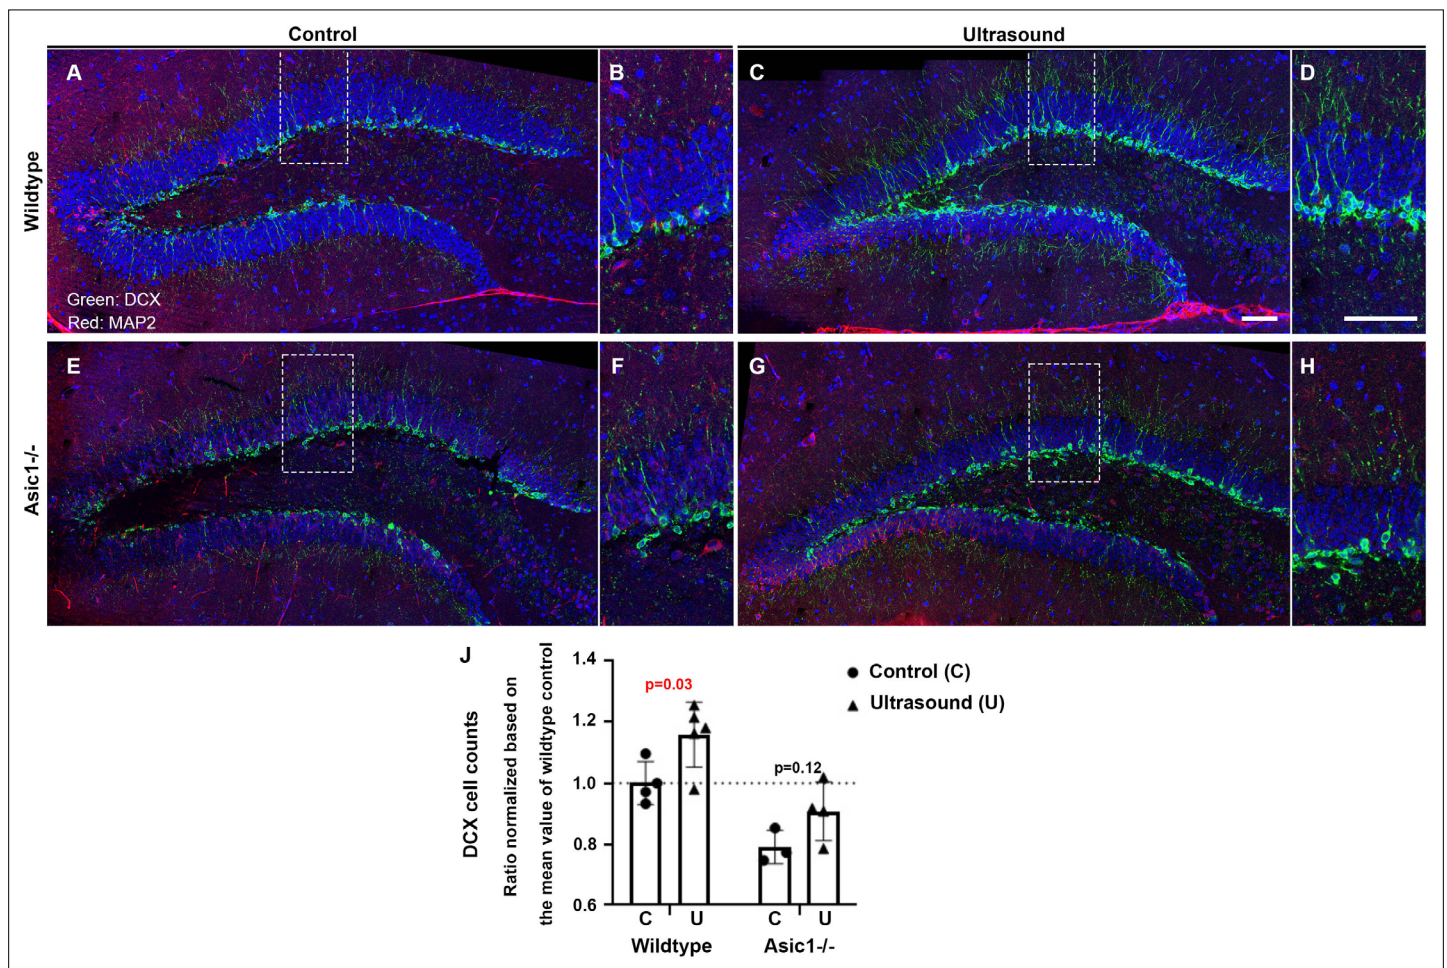 Control
Ultrasound
Wildtype
A
B
C
D
Green: DCX
Red: MAP2
Asic1-/-
E
F
G
H
J
DCX cell counts
Ratio normalized based on
the mean value of wildtype control
1.4
1.2
1.0
0.8
0.6
p=0.03
p=0.12
Control (C)
Ultrasound (U)
C
U
C
U
Wildtype
Asic1-/-